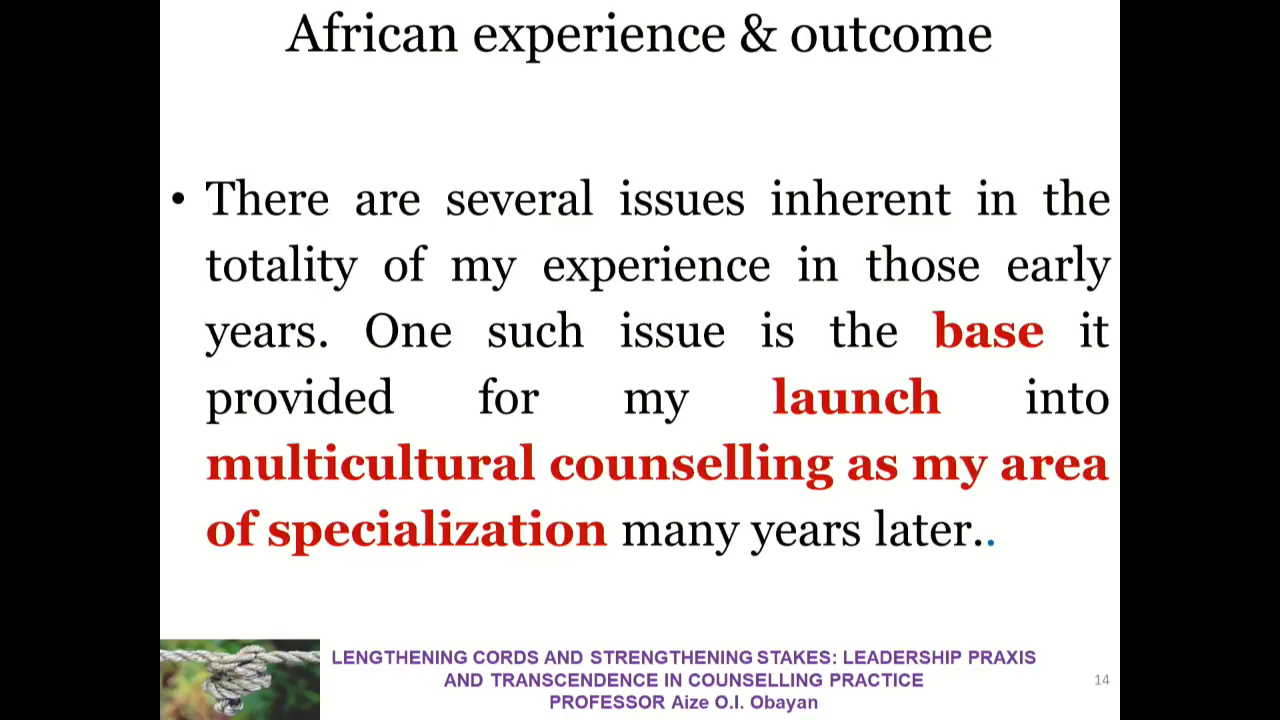 African experience & outcome
• There are several issues inherent in the
totality of my experience in those early
years. One such issue is the base it
provided for my launch into
multicultural counselling as my area
of specialization many years later..
LENGTHENING CORDS AND STRENGTHENING STAKES: LEADERSHIP PRAXIS
AND TRANSCENDENCE IN COUNSELLING PRACTICE
PROFESSOR Aize O.I. Obayan
14